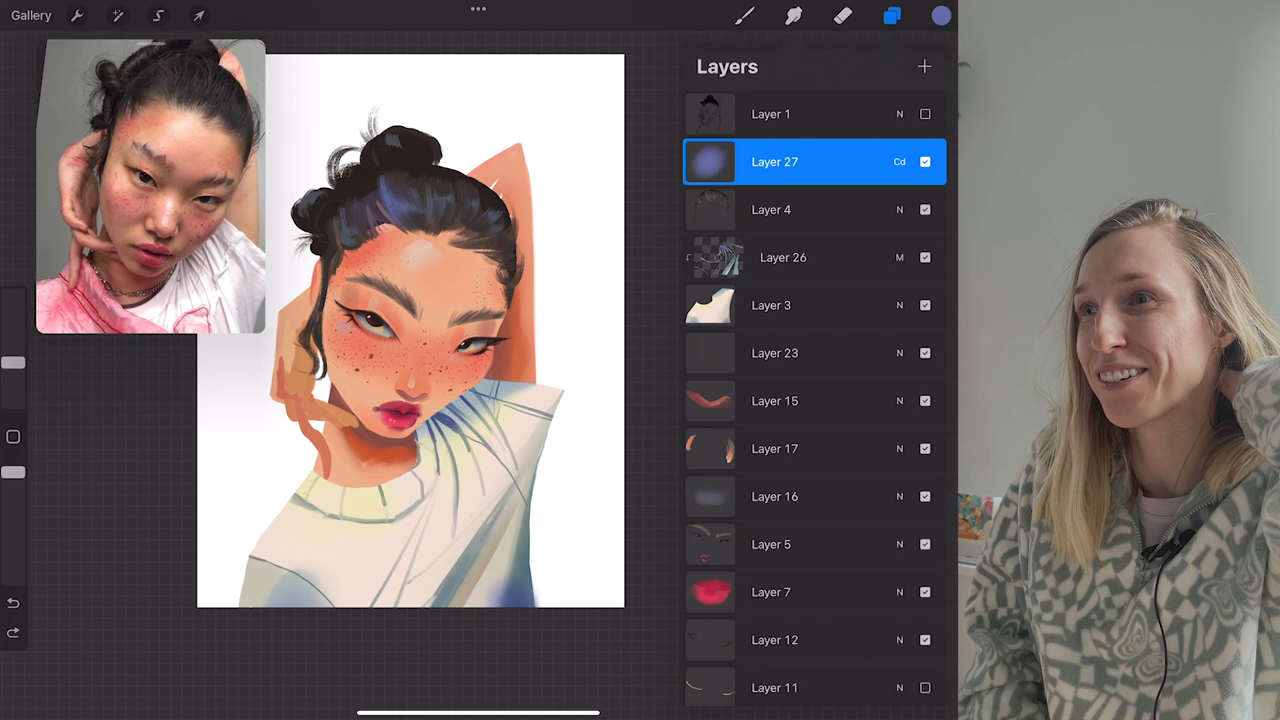 Gallery
Layers
Layer 1 N
Layer 27 Cd
Layer 4 N
Layer 26 M
Layer 3 N
Layer 23 N
Layer 15 N
Layer 17 N
Layer 16 N
Layer 5 N
Layer 7 N
Layer 12 N
Layer 11 N